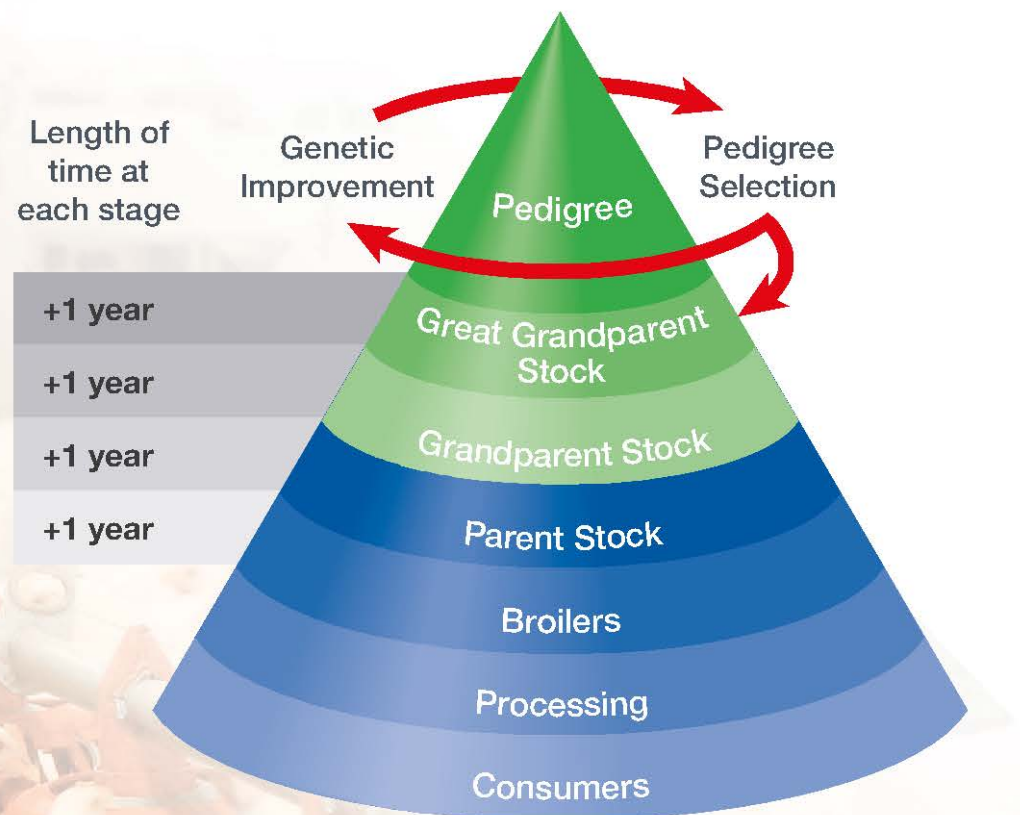 Length of
time at
each stage
Genetic
Improvement
Pedigree
Selection
Pedigree
+1 year
Great Grandparent
Stock
+1 year
Grandparent Stock
+1 year
Parent Stock
+1 year
Broilers
Processing
Consumers